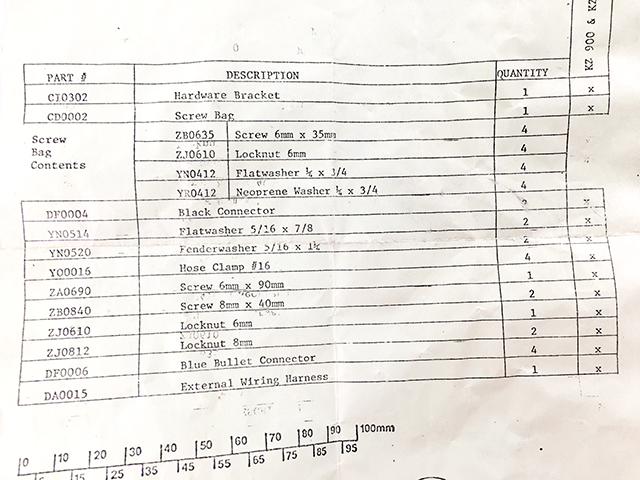 KZ 900 & KZ
PART # DESCRIPTION QUANTITY
CI0302 Hardware Bracket 1 x
CD0002 Screw Bag 1 x
Screw Bag Contents
ZB0635 Screw 6mm x 35mm 4
ZJ0610 Locknut 6mm 4
YN0412 Flatwasher ¼ x 3/4 4
YR0412 Neoprene Washer ¼ x 3/4 4
DF0004 Black Connector 2 x
YN0514 Flatwasher 5/16 x 7/8 2 x
YN0520 Fenderwasher 5/16 x 1¼ 2 x
YO0016 Hose Clamp #16 4 x
ZA0690 Screw 6mm x 90mm 1 x
ZB0840 Screw 8mm x 40mm 2 x
ZJ0610 Locknut 6mm 1 x
ZJ0812 Locknut 8mm 2 x
DF0006 Blue Bullet Connector 4 x
DA0015 External Wiring Harness 1 x
0 10 20 30 40 50 60 70 80 90 100mm
5 15 25 35 45 55 65 75 85 95